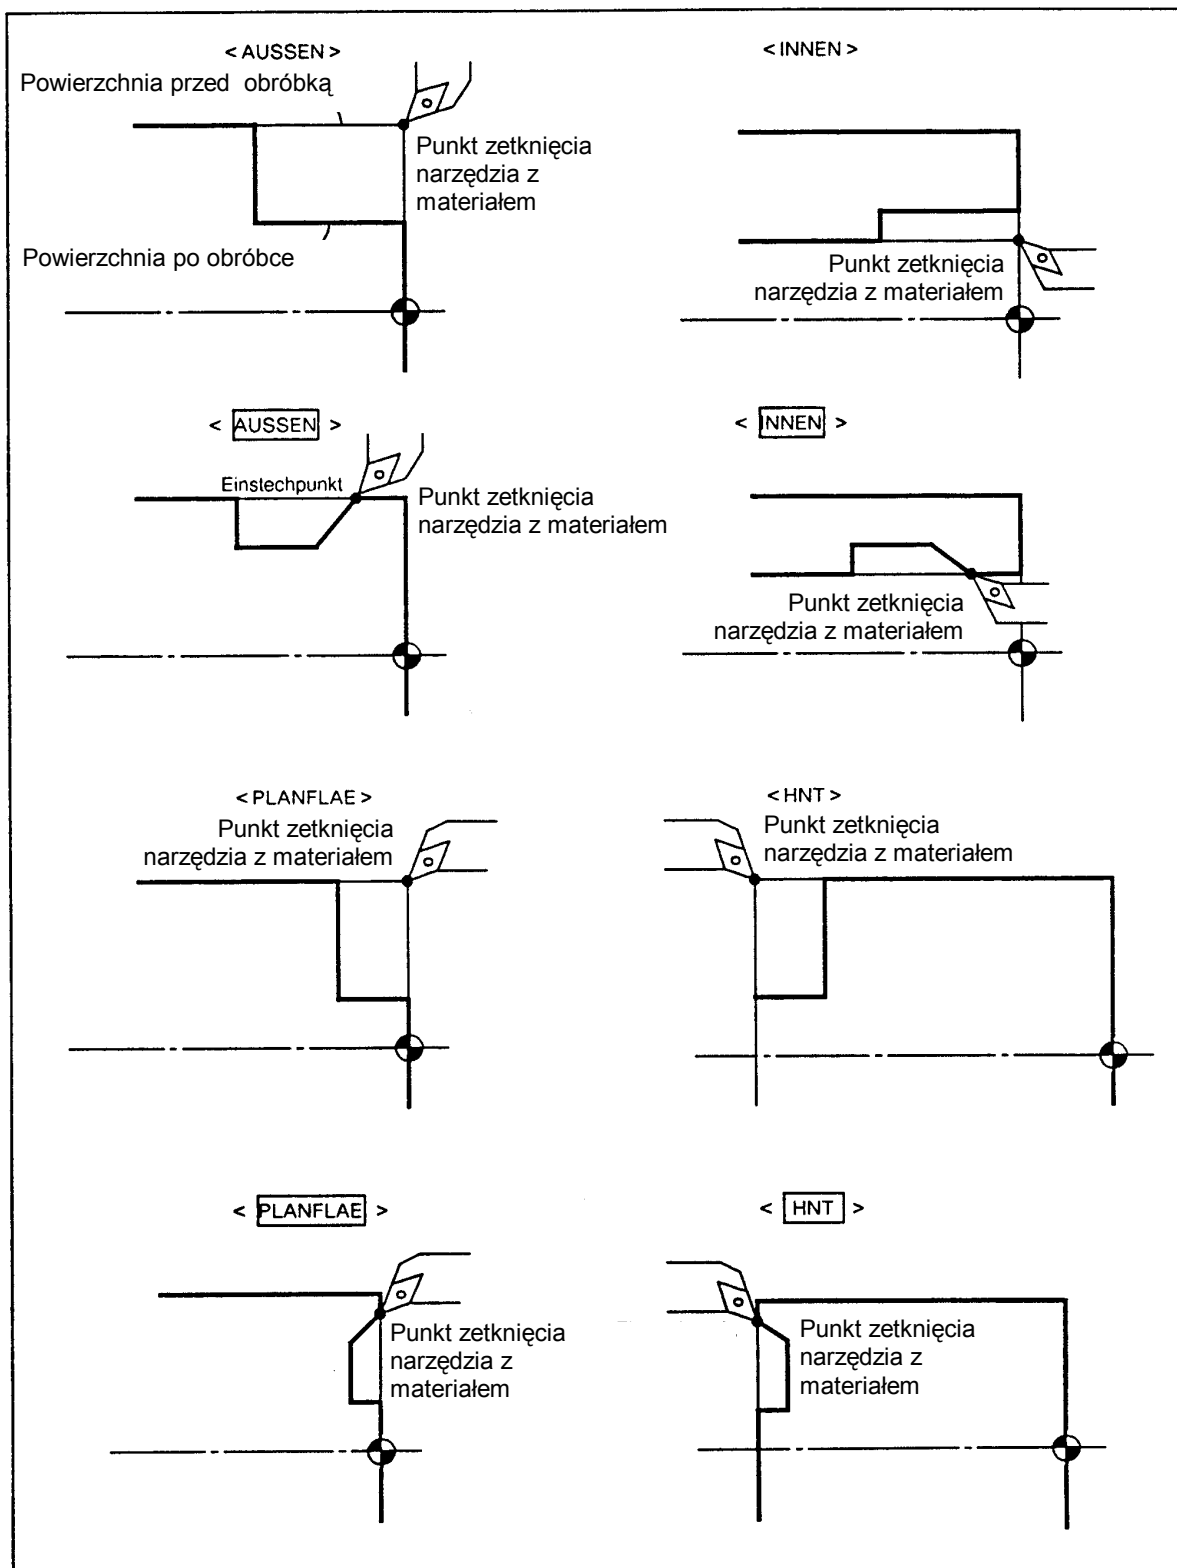 < AUSSEN >
Powierzchnia przed obróbką
Punkt zetknięcia
narzędzia z
materiałem
Powierzchnia po obróbce
< INNEN >
Punkt zetknięcia
narzędzia z materiałem
< AUSSEN >
Einstechpunkt
Punkt zetknięcia
narzędzia z materiałem
< INNEN >
Punkt zetknięcia
narzędzia z materiałem
< PLANFLAE >
Punkt zetknięcia
narzędzia z materiałem
< HNT >
Punkt zetknięcia
narzędzia z materiałem
< PLANFLAE >
Punkt zetknięcia
narzędzia z
materiałem
< HNT >
Punkt zetknięcia
narzędzia z
materiałem